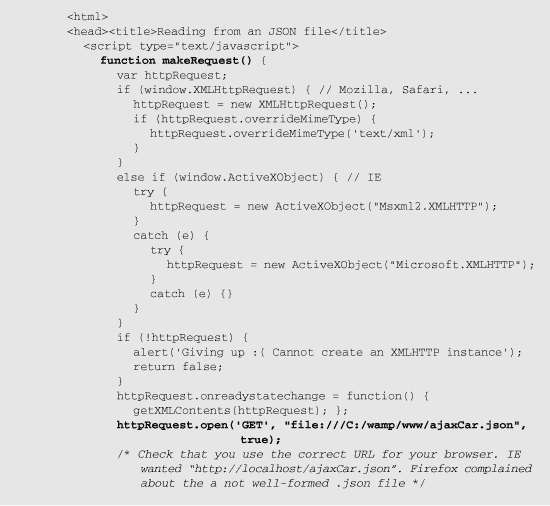 <html>
<head><title>Reading from an JSON file</title>
<script type="text/javascript">
function makeRequest() {
var httpRequest;
if (window.XMLHttpRequest) { // Mozilla, Safari, ...
httpRequest = new XMLHttpRequest();
if (httpRequest.overrideMimeType) {
httpRequest.overrideMimeType('text/xml');
}
}
else if (window.ActiveXObject) { // IE
try {
httpRequest = new ActiveXObject("Msxml2.XMLHTTP");
}
catch (e) {
try {
httpRequest = new ActiveXObject("Microsoft.XMLHTTP");
}
catch (e) {}
}
}
if (!httpRequest) {
alert('Giving up :( Cannot create an XMLHTTP instance');
return false;
}
httpRequest.onreadystatechange = function() {
getXMLContents(httpRequest); };
httpRequest.open('GET', "file:///C:/wamp/www/ajaxCar.json",
true);
/* Check that you use the correct URL for your browser. IE
wanted “http://localhost/ajaxCar.json”. Firefox complained
about the a not well-formed .json file */